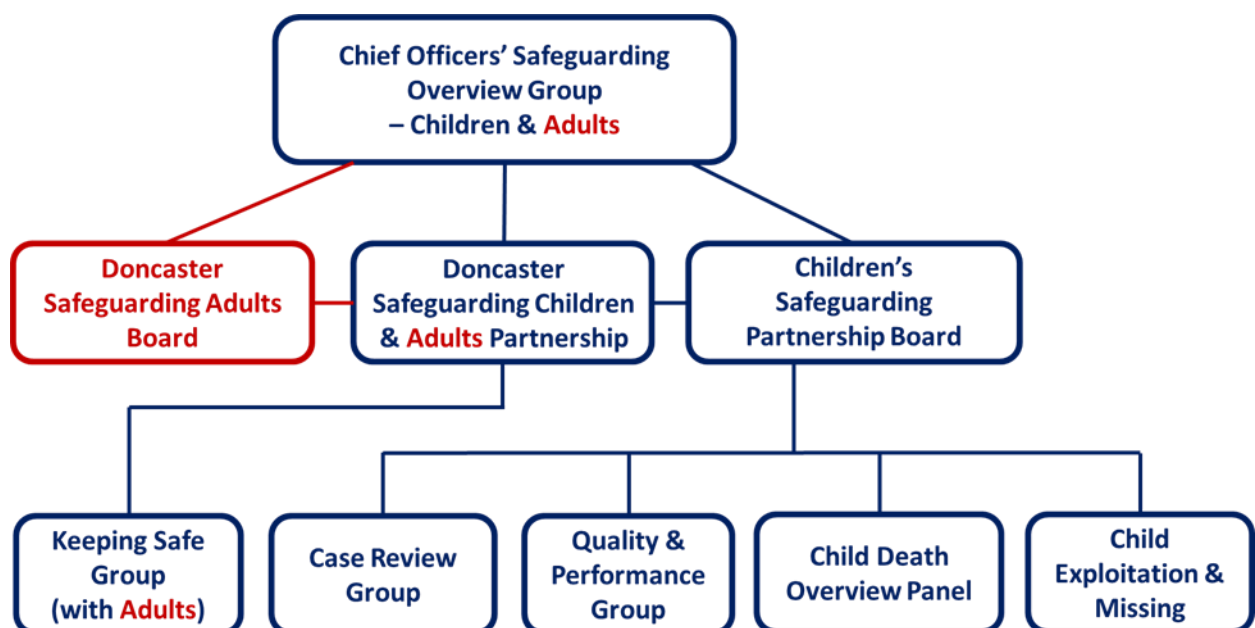 Chief Officers’ Safeguarding
Overview Group
– Children & Adults
Doncaster
Safeguarding Adults
Board
Doncaster
Safeguarding Children
& Adults Partnership
Children’s
Safeguarding
Partnership Board
Keeping Safe
Group
(with Adults)
Case Review
Group
Quality &
Performance
Group
Child Death
Overview Panel
Child
Exploitation &
Missing